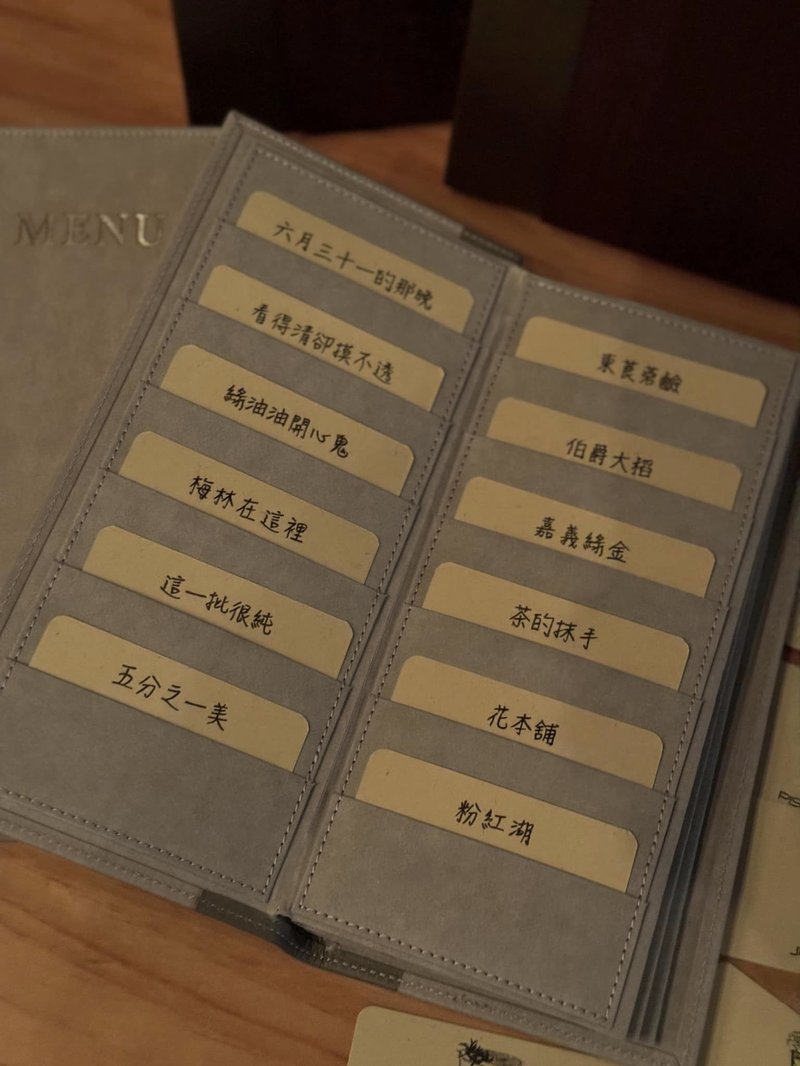 MENU
六月三十一的那晚
看得清卻摸不透
綠油油開心鬼
梅林在這裡
這一批很純
五分之一美
東莨蒻鹼
伯爵大稻
嘉義綠金
茶的抹手
花本舖
粉紅湖
PIS